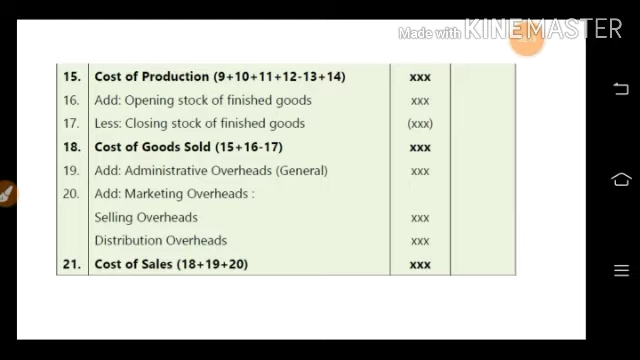 Made with KINEMASTER
15. Cost of Production (9+10+11+12-13+14) xxx
16. Add: Opening stock of finished goods xxx
17. Less: Closing stock of finished goods (xxx)
18. Cost of Goods Sold (15+16-17) xxx
19. Add: Administrative Overheads (General) xxx
20. Add: Marketing Overheads :
Selling Overheads xxx
Distribution Overheads xxx
21. Cost of Sales (18+19+20) xxx